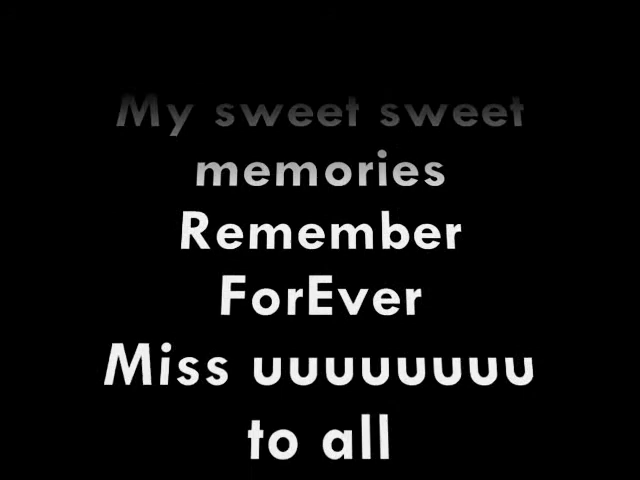 My sweet sweet
memories
Remember
ForEver
Miss uuuuuuuu
to all